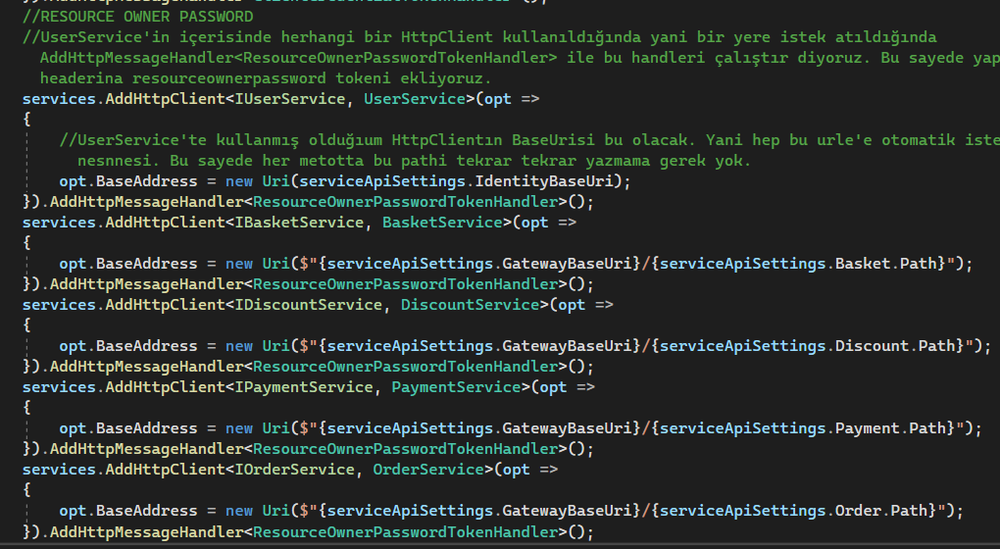 //RESOURCE OWNER PASSWORD
//UserService'in içerisinde herhangi bir HttpClient kullanıldığında yani bir yere istek atıldığında
AddHttpMessageHandler<ResourceOwnerPasswordTokenHandler> ile bu handleri çalıştır diyoruz. Bu sayede yap
headerina resourceownerpassword tokeni ekliyoruz.
services.AddHttpClient<IUserService, UserService>(opt =>
{
//UserService'te kullanmış olduğıum HttpClientın BaseUrisi bu olacak. Yani hep bu urle'e otomatik iste
nesnnesi. Bu sayede her metotta bu pathi tekrar tekrar yazmama gerek yok.
opt.BaseAddress = new Uri(serviceApiSettings.IdentityBaseUri);
}).AddHttpMessageHandler<ResourceOwnerPasswordTokenHandler>();
services.AddHttpClient<IBasketService, BasketService>(opt =>
{
opt.BaseAddress = new Uri($"{serviceApiSettings.GatewayBaseUri}/{serviceApiSettings.Basket.Path}");
}).AddHttpMessageHandler<ResourceOwnerPasswordTokenHandler>();
services.AddHttpClient<IDiscountService, DiscountService>(opt =>
{
opt.BaseAddress = new Uri($"{serviceApiSettings.GatewayBaseUri}/{serviceApiSettings.Discount.Path}");
}).AddHttpMessageHandler<ResourceOwnerPasswordTokenHandler>();
services.AddHttpClient<IPaymentService, PaymentService>(opt =>
{
opt.BaseAddress = new Uri($"{serviceApiSettings.GatewayBaseUri}/{serviceApiSettings.Payment.Path}");
}).AddHttpMessageHandler<ResourceOwnerPasswordTokenHandler>();
services.AddHttpClient<IOrderService, OrderService>(opt =>
{
opt.BaseAddress = new Uri($"{serviceApiSettings.GatewayBaseUri}/{serviceApiSettings.Order.Path}");
}).AddHttpMessageHandler<ResourceOwnerPasswordTokenHandler>();